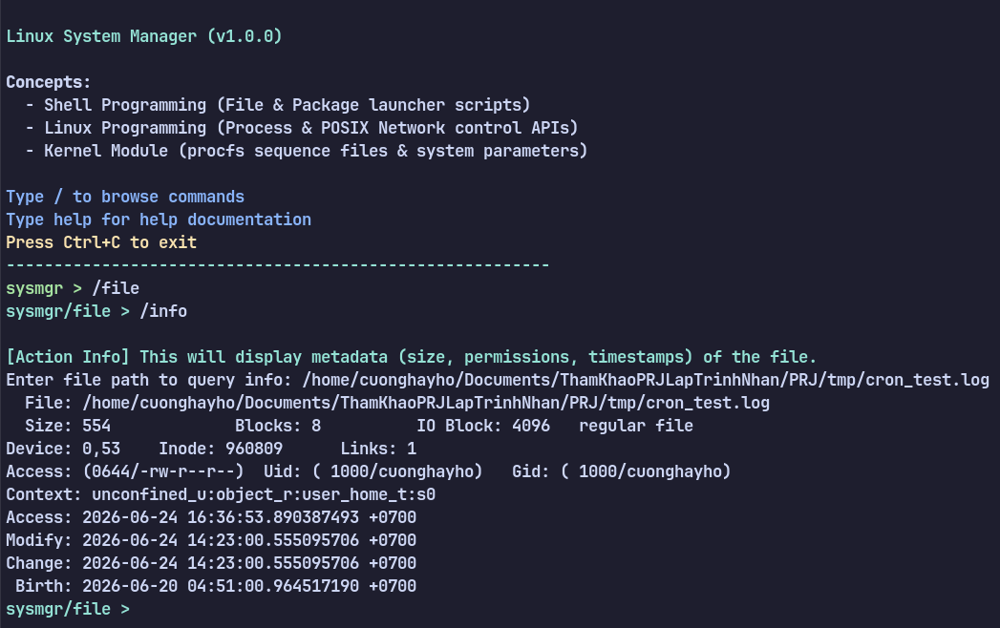 Linux System Manager (v1.0.0)
Concepts:
- Shell Programming (File & Package launcher scripts)
- Linux Programming (Process & POSIX Network control APIs)
- Kernel Module (procfs sequence files & system parameters)
Type / to browse commands
Type help for help documentation
Press Ctrl+C to exit
---------------------------------------------------------
sysmgr > /file
sysmgr/file > /info
[Action Info] This will display metadata (size, permissions, timestamps) of the file.
Enter file path to query info: /home/cuonghayho/Documents/ThamKhaoPRJLapTrinhNhan/PRJ/tmp/cron_test.log
  File: /home/cuonghayho/Documents/ThamKhaoPRJLapTrinhNhan/PRJ/tmp/cron_test.log
  Size: 554             Blocks: 8          IO Block: 4096   regular file
Device: 0,53    Inode: 960809      Links: 1
Access: (0644/-rw-r--r--)  Uid: ( 1000/cuonghayho)   Gid: ( 1000/cuonghayho)
Context: unconfined_u:object_r:user_home_t:s0
Access: 2026-06-24 16:36:53.890387493 +0700
Modify: 2026-06-24 14:23:00.555095706 +0700
Change: 2026-06-24 14:23:00.555095706 +0700
 Birth: 2026-06-20 04:51:00.964517190 +0700
sysmgr/file >